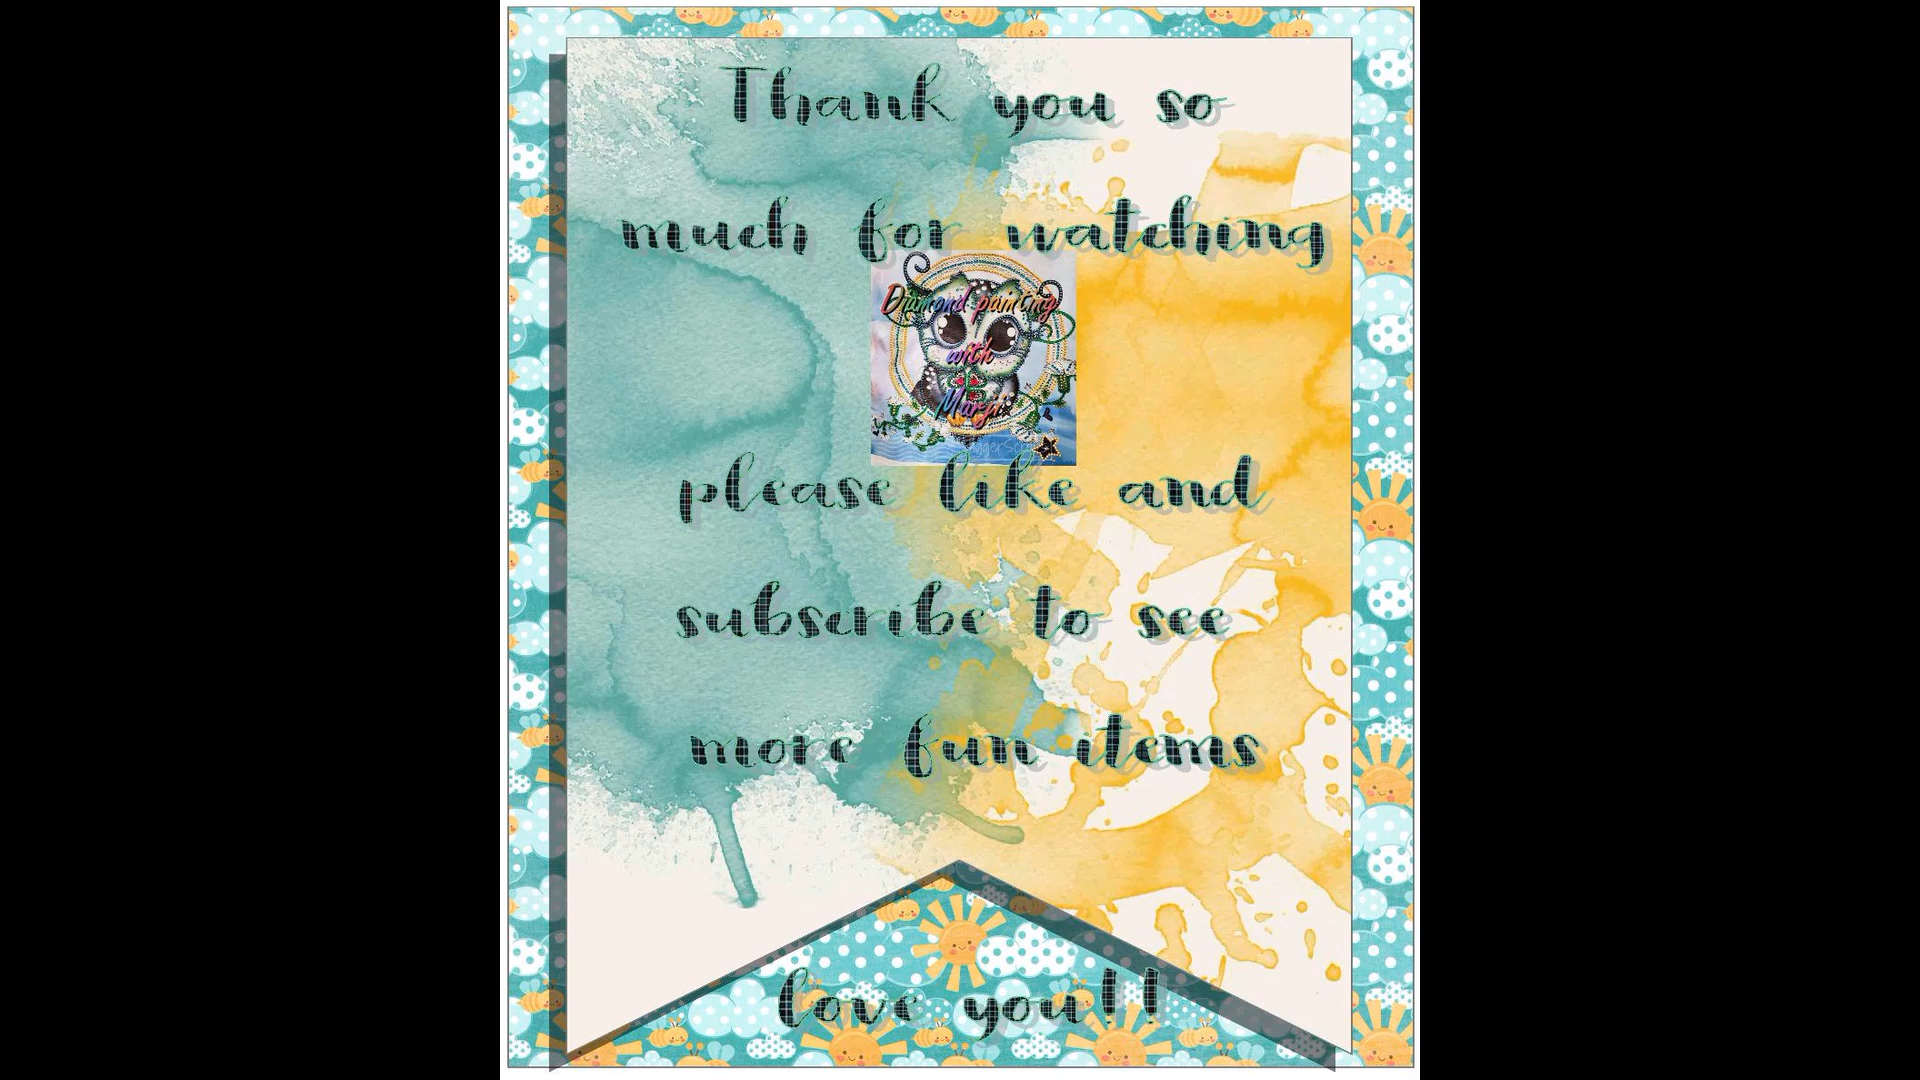 Thank you so
much for watching
Diamond painting
with
Margi
please like and
subscribe to see
more fun items
love you!!